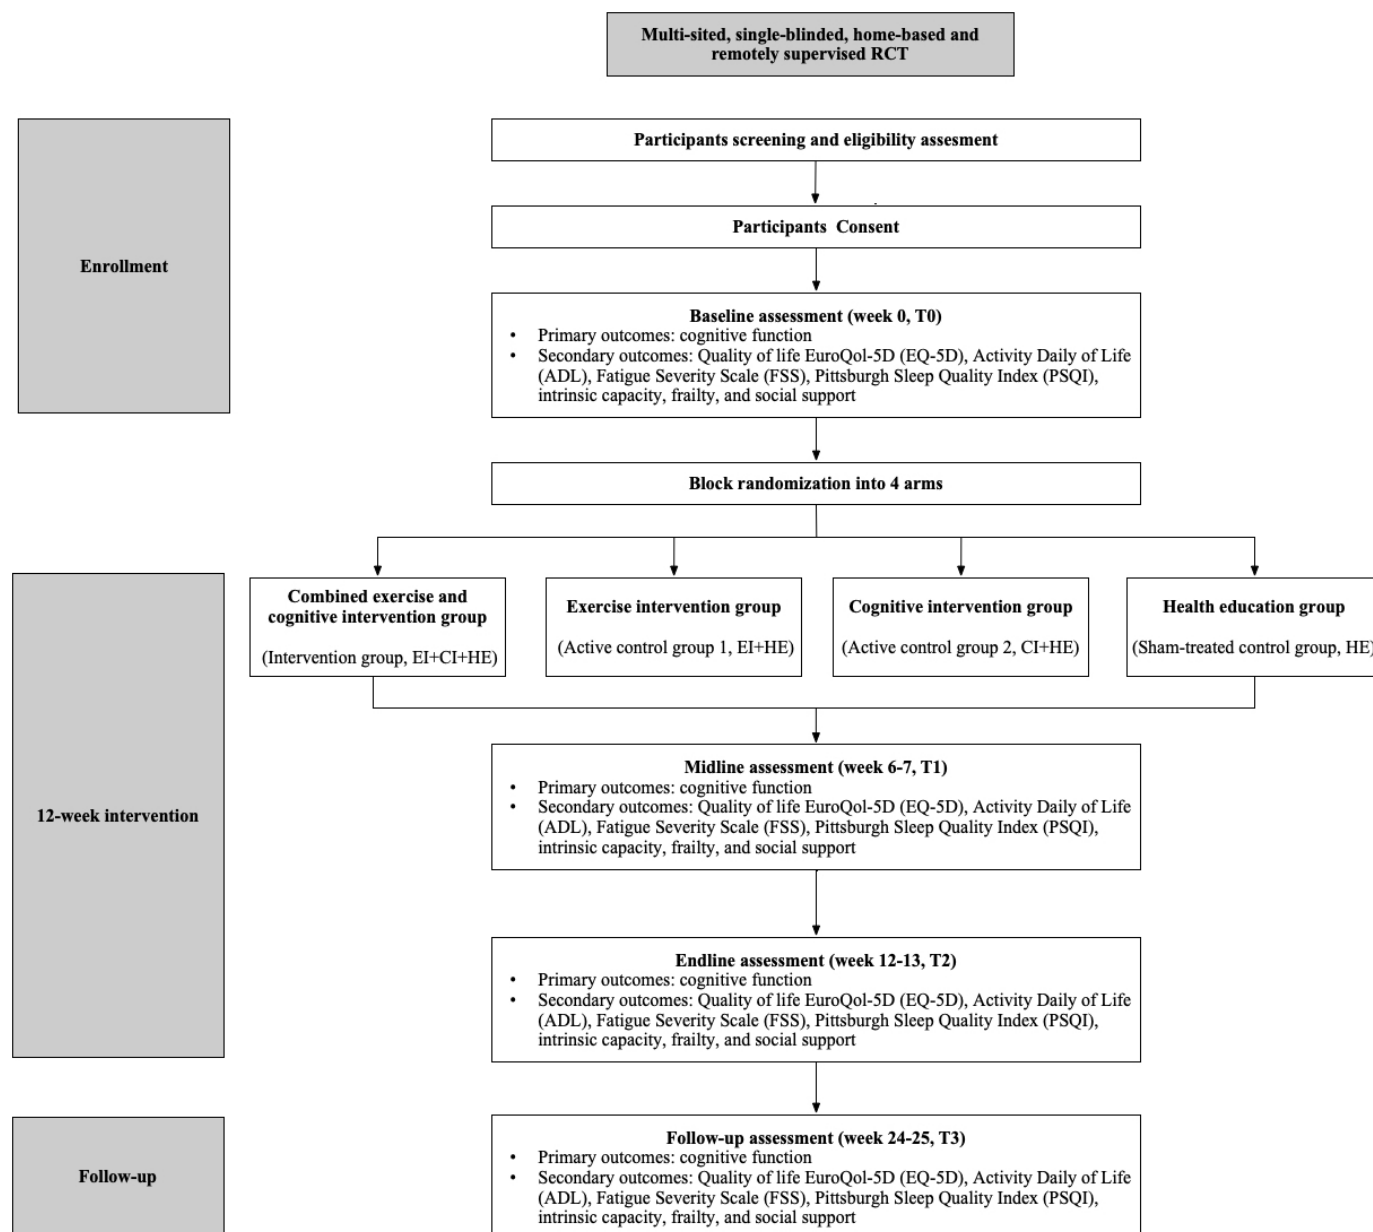 Multi-sited, single-blinded, home-based and
remotely supervised RCT
Enrollment
Participants screening and eligibility assesment
Participants Consent
Baseline assessment (week 0, T0)
• Primary outcomes: cognitive function
• Secondary outcomes: Quality of life EuroQol-5D (EQ-5D), Activity Daily of Life
(ADL), Fatigue Severity Scale (FSS), Pittsburgh Sleep Quality Index (PSQI),
intrinsic capacity, frailty, and social support
Block randomization into 4 arms
12-week intervention
Combined exercise and
cognitive intervention group
(Intervention group, EI+CI+HE)
Exercise intervention group
(Active control group 1, EI+HE)
Cognitive intervention group
(Active control group 2, CI+HE)
Health education group
(Sham-treated control group, HE)
Midline assessment (week 6-7, T1)
• Primary outcomes: cognitive function
• Secondary outcomes: Quality of life EuroQol-5D (EQ-5D), Activity Daily of Life
(ADL), Fatigue Severity Scale (FSS), Pittsburgh Sleep Quality Index (PSQI),
intrinsic capacity, frailty, and social support
Endline assessment (week 12-13, T2)
• Primary outcomes: cognitive function
• Secondary outcomes: Quality of life EuroQol-5D (EQ-5D), Activity Daily of Life
(ADL), Fatigue Severity Scale (FSS), Pittsburgh Sleep Quality Index (PSQI),
intrinsic capacity, frailty, and social support
Follow-up
Follow-up assessment (week 24-25, T3)
• Primary outcomes: cognitive function
• Secondary outcomes: Quality of life EuroQol-5D (EQ-5D), Activity Daily of Life
(ADL), Fatigue Severity Scale (FSS), Pittsburgh Sleep Quality Index (PSQI),
intrinsic capacity, frailty, and social support